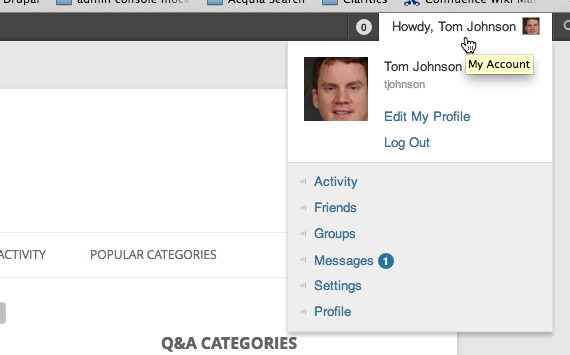 Drupal
admin console mock
Acquia Search
Claritics
Confluence Wiki Mar
0
Howdy, Tom Johnson
Tom Johnson
My Account
tjohnson
Edit My Profile
Log Out
Activity
Friends
Groups
Messages 1
Settings
Profile
ACTIVITY
POPULAR CATEGORIES
Q&A CATEGORIES